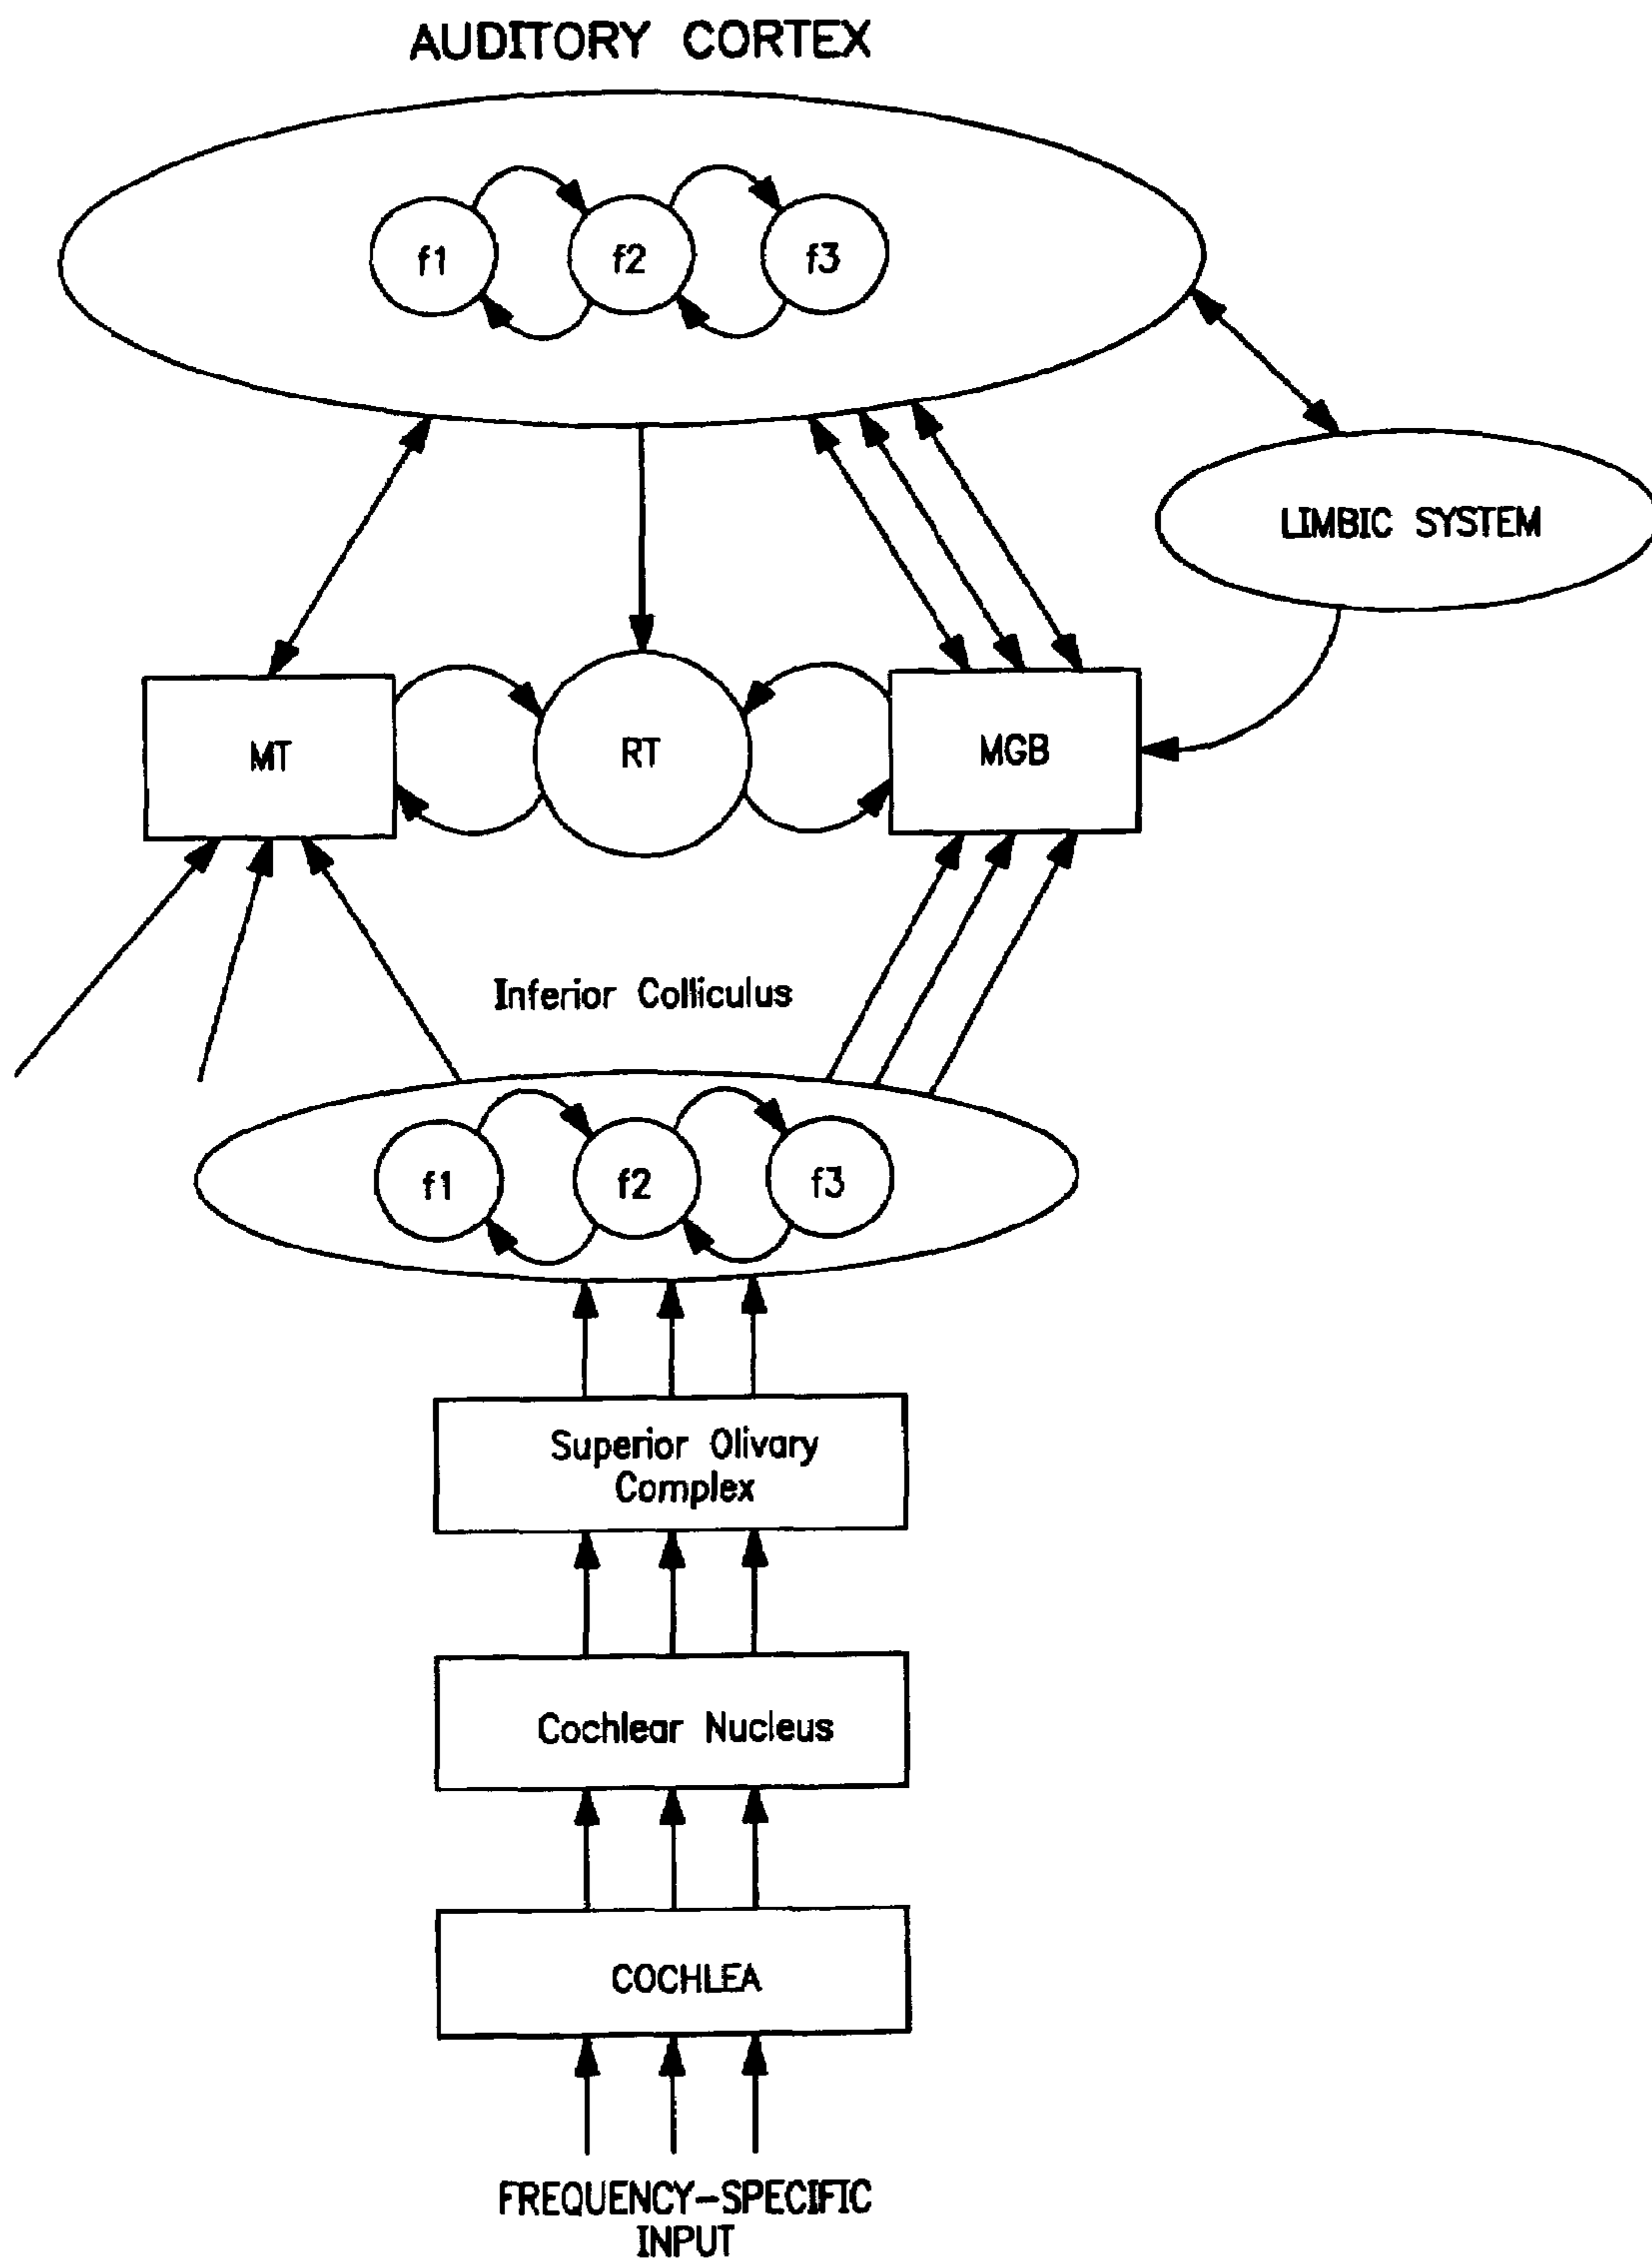 AUDITORY CORTEX
f1 f2 f3
LIMBIC SYSTEM
MT RT MGB
Inferior Colliculus
f1 f2 f3
Superior Olivary
Complex
Cochlear Nucleus
COCHLEA
FREQUENCY-SPECIFIC
INPUT